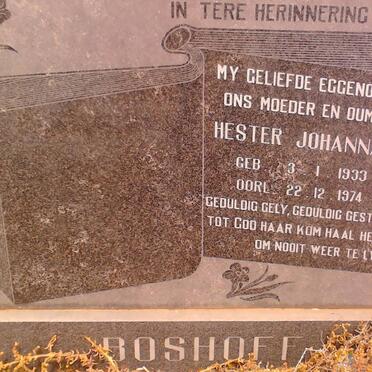 IN TERE HERINNERING
MY GELIEFDE EGGENO
ONS MOEDER EN OUM
HESTER JOHANNA
GEB 3-1 1933
OORL 22-12 1974
GEDULDIG GELY, GEDULDIG GEST
TOT GOD HAAR KOM HAAL HE
OM NOOIT WEER TE L
BOSHOFF